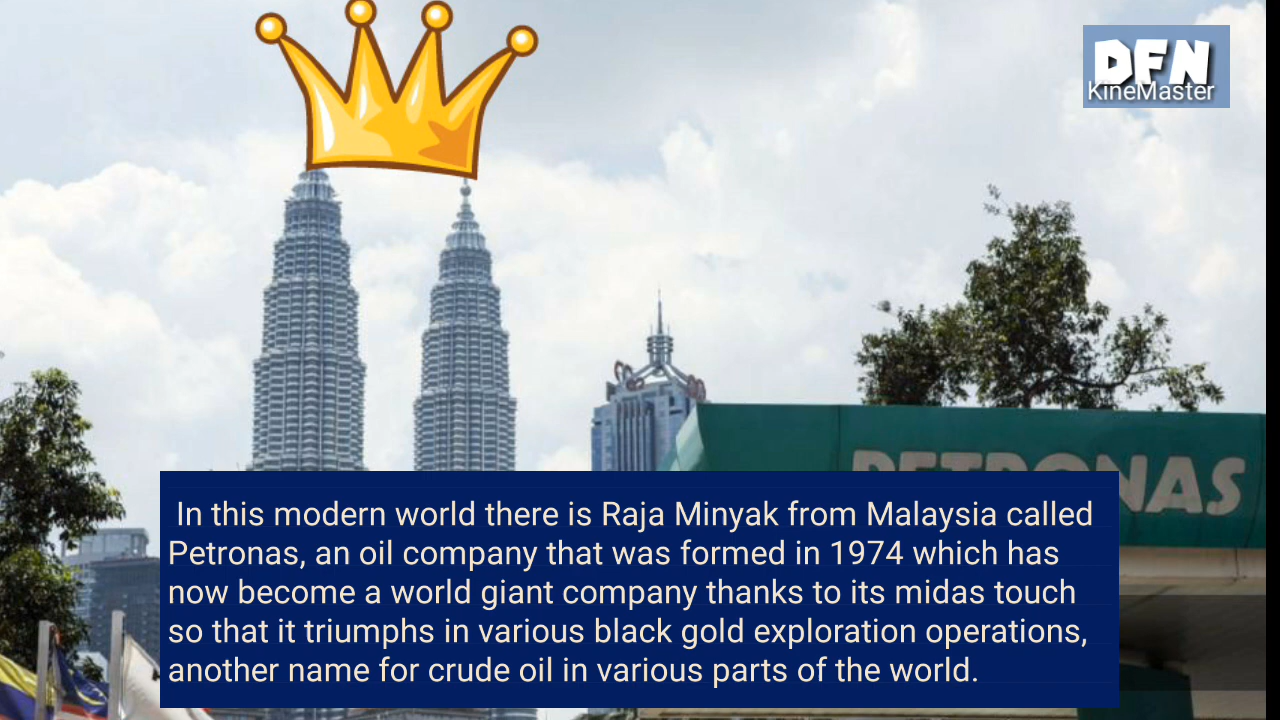 DFN
KineMaster
PETRONAS
In this modern world there is Raja Minyak from Malaysia called
Petronas, an oil company that was formed in 1974 which has
now become a world giant company thanks to its midas touch
so that it triumphs in various black gold exploration operations,
another name for crude oil in various parts of the world.